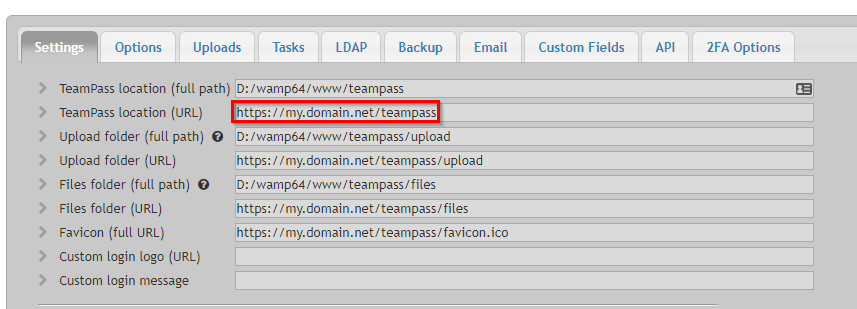 Settings Options Uploads Tasks LDAP Backup Email Custom Fields API 2FA Options
TeamPass location (full path) D:/wamp64/www/teampass
TeamPass location (URL) https://my.domain.net/teampass
Upload folder (full path) ? D:/wamp64/www/teampass/upload
Upload folder (URL) https://my.domain.net/teampass/upload
Files folder (full path) ? D:/wamp64/www/teampass/files
Files folder (URL) https://my.domain.net/teampass/files
Favicon (full URL) https://my.domain.net/teampass/favicon.ico
Custom login logo (URL)
Custom login message